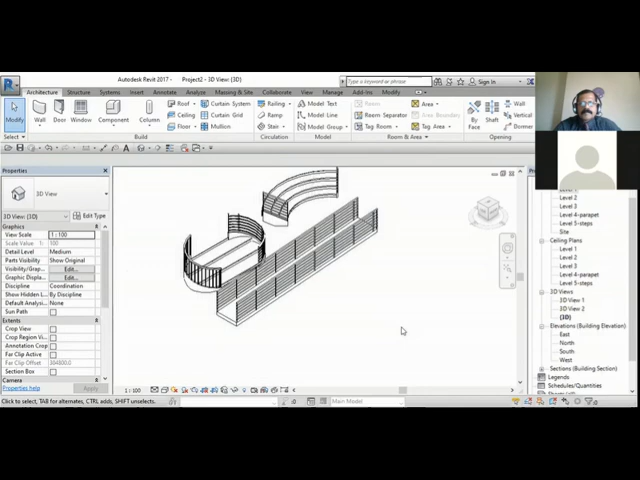 Autodesk Revit 2017 - Project2 - 3D View: {3D}
Type a keyword or phrase
Sign In
Architecture Structure Systems Insert Annotate Analyze Massing & Site Collaborate View Manage Add-Ins Modify
Modify
Wall
Door
Window
Component
Column
Roof
Ceiling
Floor
Curtain System
Curtain Grid
Mullion
Railing
Ramp
Stair
Model Text
Model Line
Model Group
Room
Room Separator
Tag Room
Area
Area Boundary
Tag Area
By Face
Shaft
Wall
Vertical
Dormer
Select
Build
Circulation
Model
Room & Area
Opening
Properties
3D View
3D View: {3D}
Edit Type
Graphics
View Scale 1 : 100
Scale Value 1: 100
Detail Level Medium
Parts Visibility Show Original
Visibility/Grap... Edit...
Graphic Displa... Edit...
Discipline Coordination
Show Hidden L... By Discipline
Default Analysi... None
Sun Path
Extents
Crop View
Crop Region Vi...
Annotation Crop
Far Clip Active
Far Clip Offset 304800.0
Section Box
Camera
Properties help
Apply
Level 1
Level 2
Level 3
Level 4-parapet
Level 5-steps
Site
Ceiling Plans
Level 1
Level 2
Level 3
Level 4-parapet
Level 5-steps
3D Views
3D View 1
3D View 2
{3D}
Elevations (Building Elevation)
East
North
South
West
Sections (Building Section)
Legends
Schedules/Quantities
1 : 100
Click to select, TAB for alternates, CTRL adds, SHIFT unselects.
:0
Main Model
:0